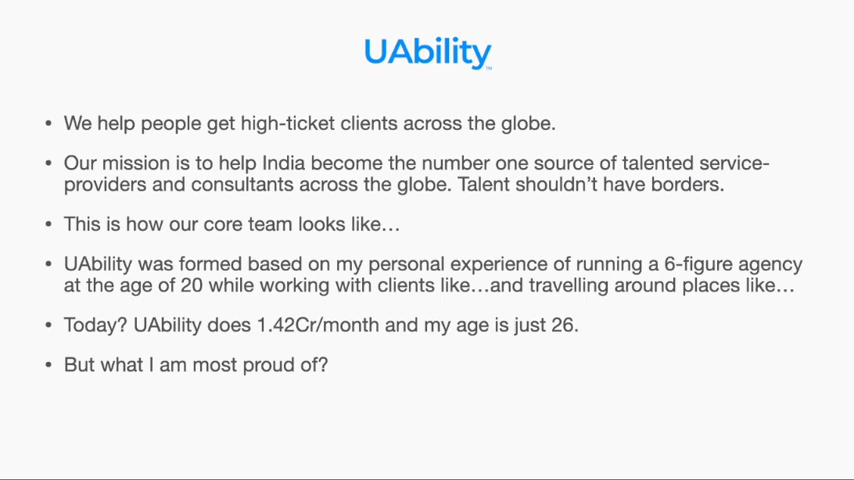 UAbility™
• We help people get high-ticket clients across the globe.
• Our mission is to help India become the number one source of talented service-
providers and consultants across the globe. Talent shouldn’t have borders.
• This is how our core team looks like…
• UAbility was formed based on my personal experience of running a 6-figure agency
at the age of 20 while working with clients like…and travelling around places like…
• Today? UAbility does 1.42Cr/month and my age is just 26.
• But what I am most proud of?